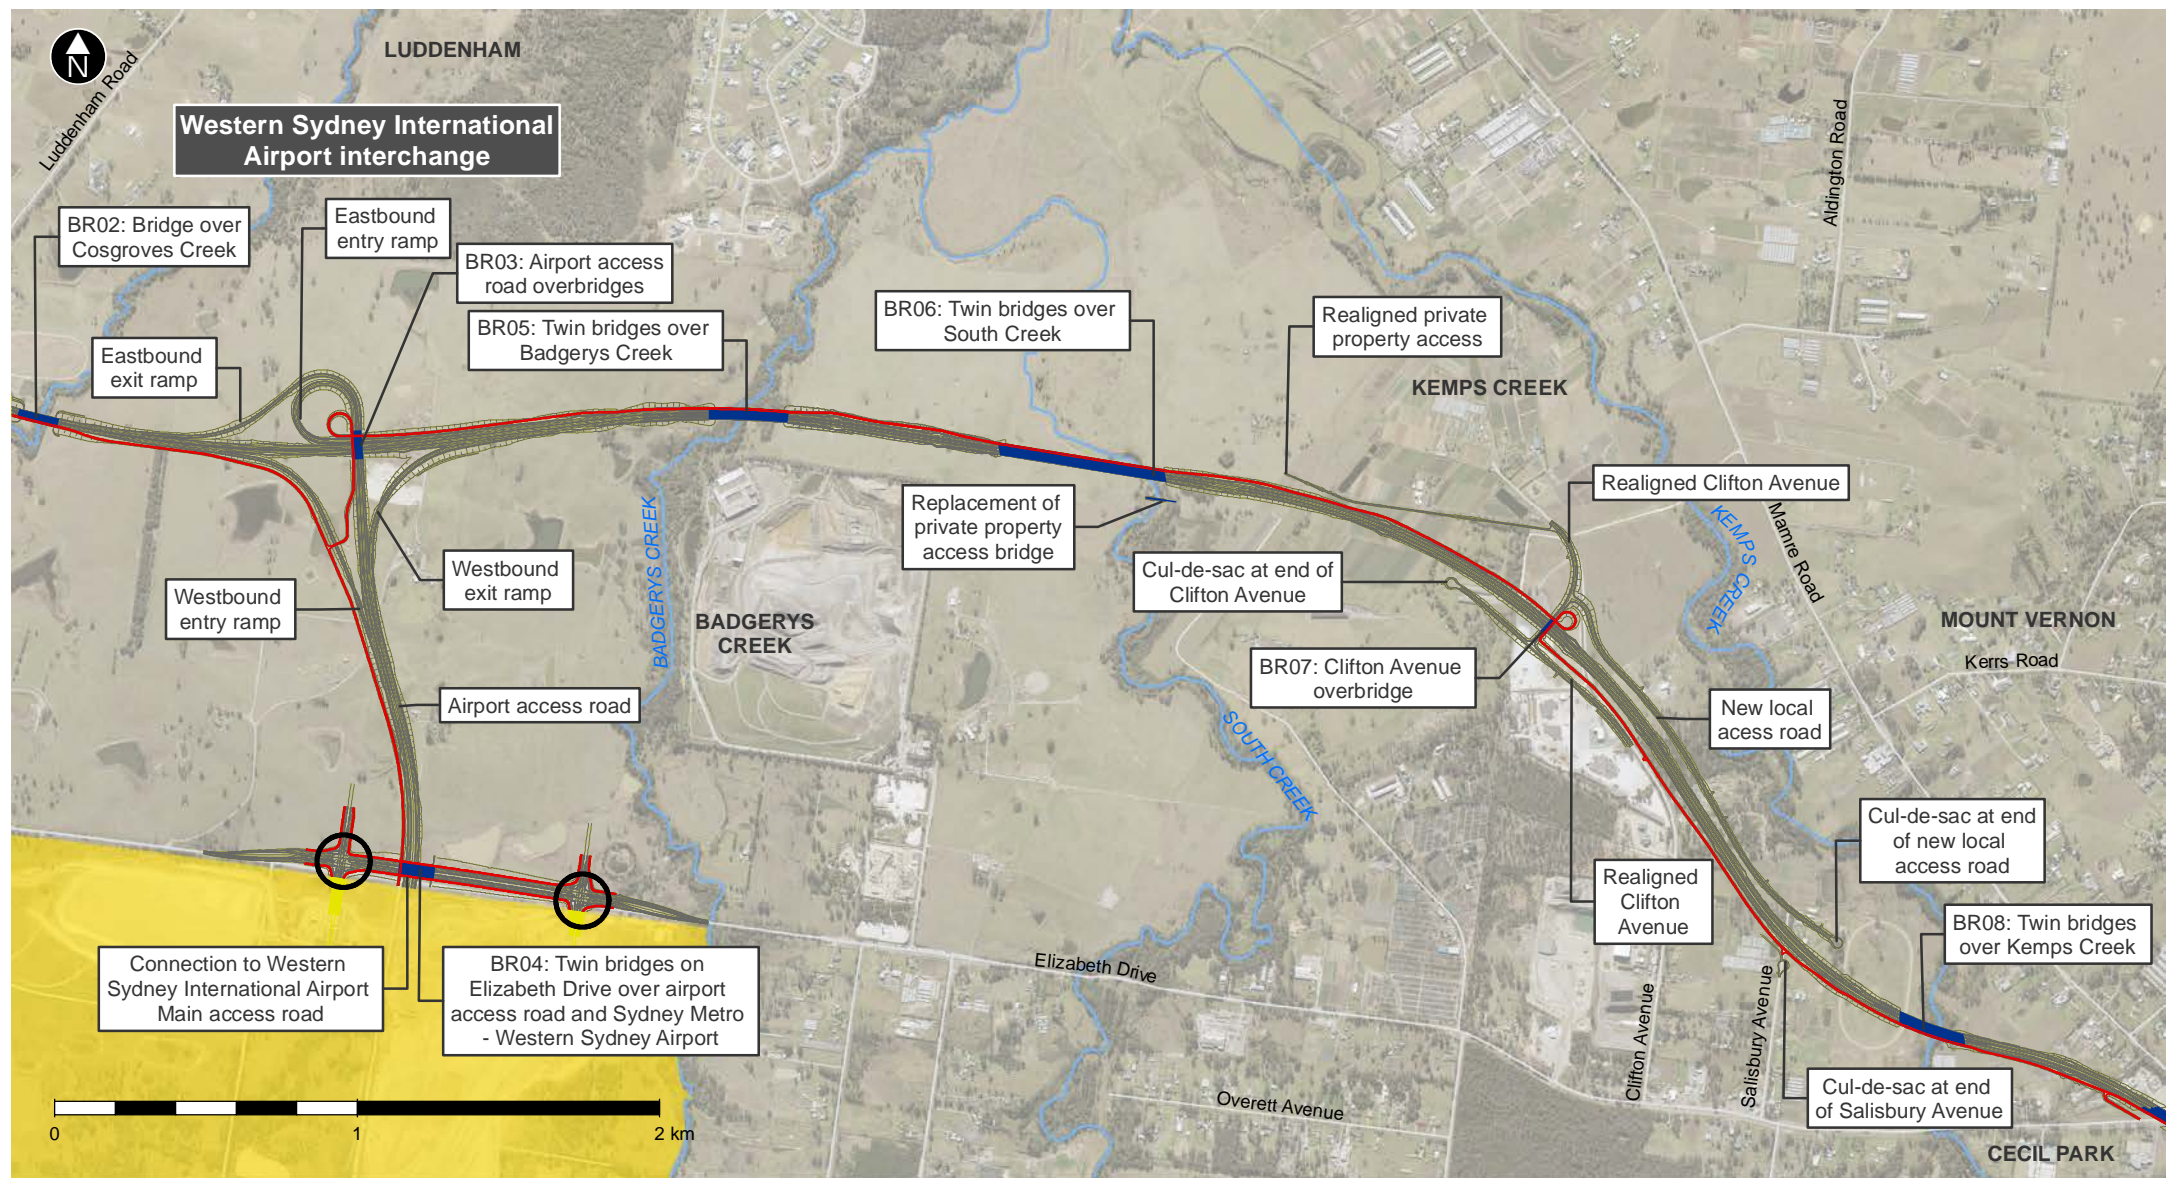 N
LUDDENHAM
Luddenham Road
Western Sydney International
Airport interchange
BR02: Bridge over
Cosgroves Creek
Eastbound
entry ramp
BR03: Airport access
road overbridges
BR05: Twin bridges over
Badgerys Creek
Eastbound
exit ramp
BR06: Twin bridges over
South Creek
Realigned private
property access
Aldington Road
KEMPS CREEK
Realigned Clifton Avenue
Replacement of
private property
access bridge
Cul-de-sac at end of
Clifton Avenue
KEMPS CREEK
Mamre Road
BADGERYS CREEK
Westbound
exit ramp
Westbound
entry ramp
BADGERYS
CREEK
MOUNT VERNON
Kerrs Road
BR07: Clifton Avenue
overbridge
Airport access road
SOUTH CREEK
New local
acess road
Cul-de-sac at end
of new local
access road
Realigned
Clifton
Avenue
BR08: Twin bridges
over Kemps Creek
Connection to Western
Sydney International Airport
Main access road
BR04: Twin bridges on
Elizabeth Drive over airport
access road and Sydney Metro
- Western Sydney Airport
Elizabeth Drive
Clifton Avenue
Salisbury Avenue
Overett Avenue
Cul-de-sac at end
of Salisbury Avenue
CECIL PARK
0 1 2 km